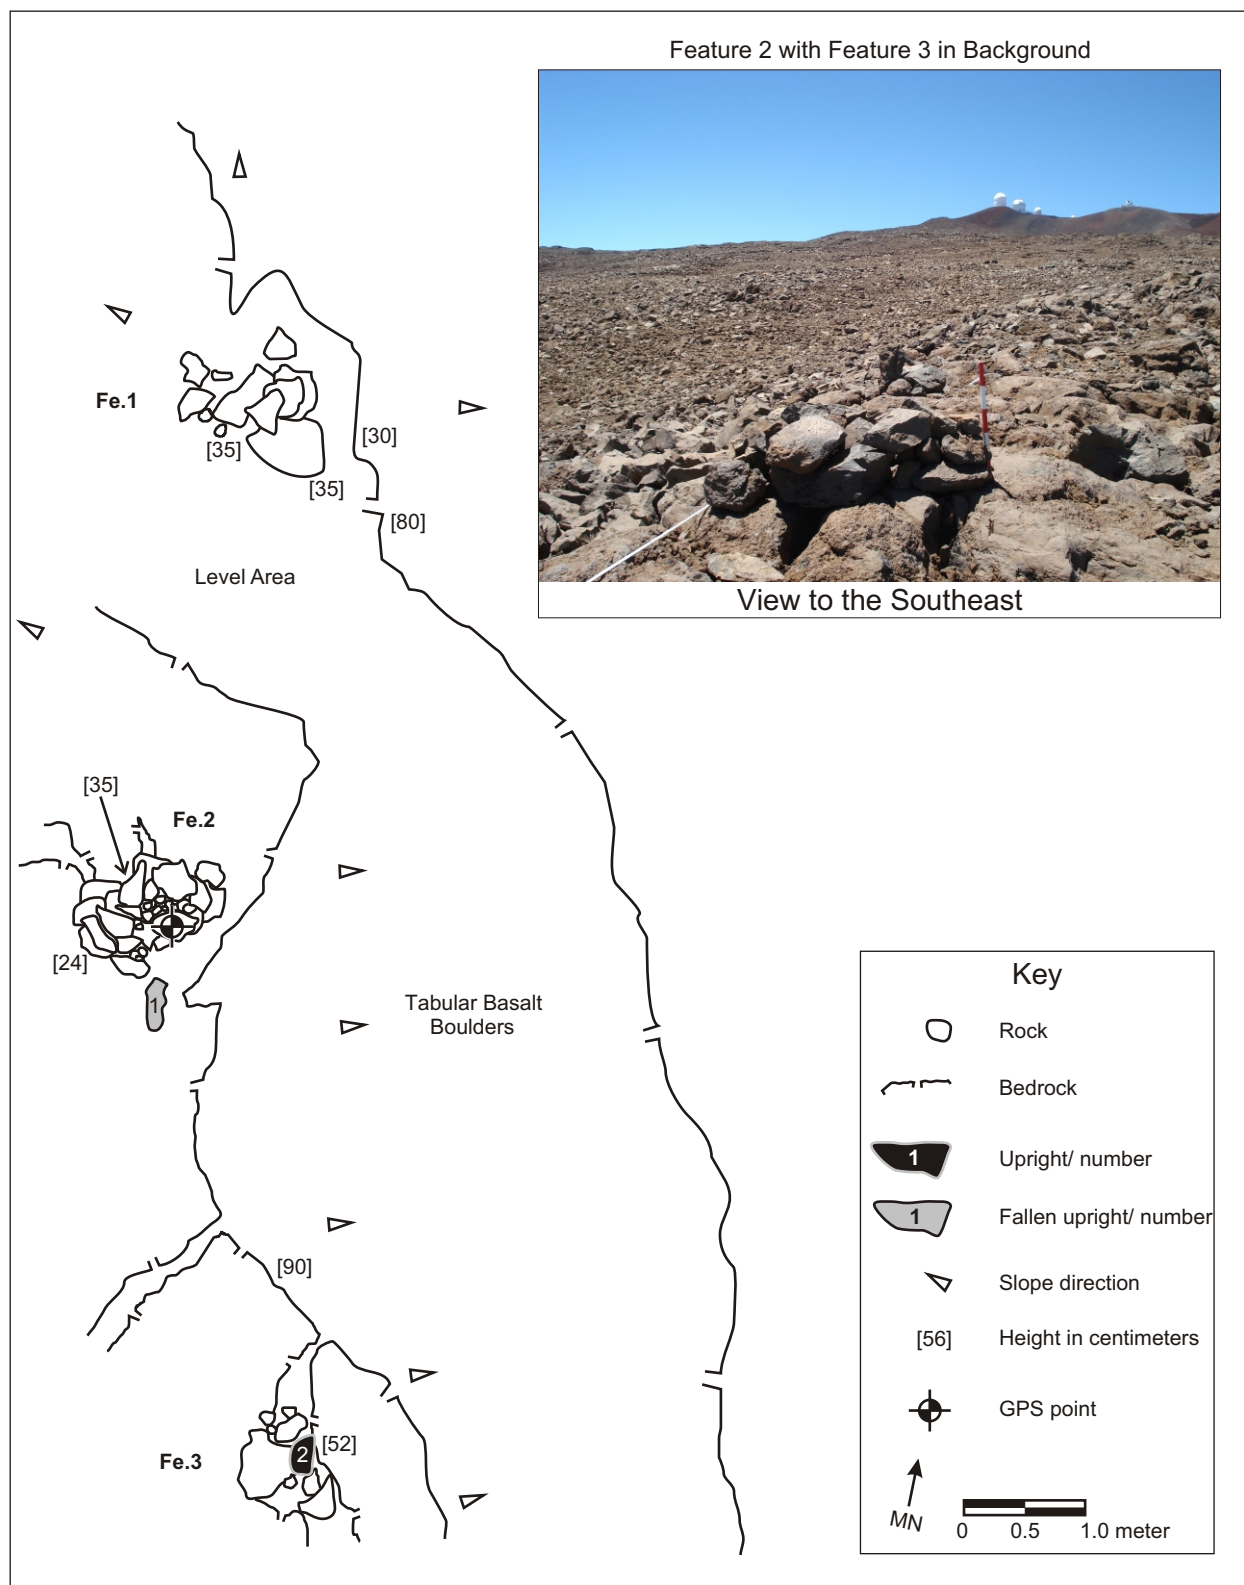 Feature 2 with Feature 3 in Background
View to the Southeast
Fe.1
[35]
[35]
[30]
[80]
Level Area
[35]
Fe.2
[24]
1
Tabular Basalt
Boulders
[90]
Fe.3
2
[52]
Key
Rock
Bedrock
1
Upright/ number
1
Fallen upright/ number
Slope direction
[56]
Height in centimeters
GPS point
MN
0
0.5
1.0 meter